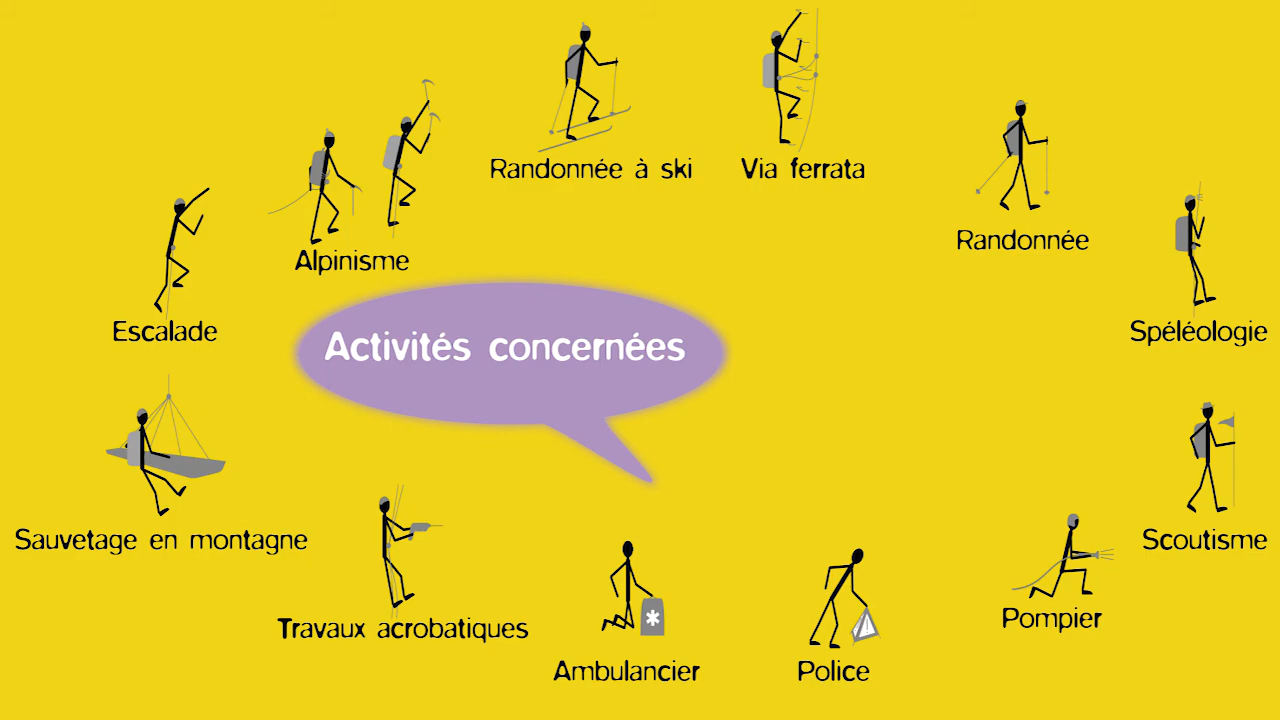 Randonnée à ski
Via ferrata
Randonnée
Alpinisme
Escalade
Spéléologie
Activités concernées
Sauvetage en montagne
Scoutisme
Travaux acrobatiques
Pompier
Ambulancier
Police